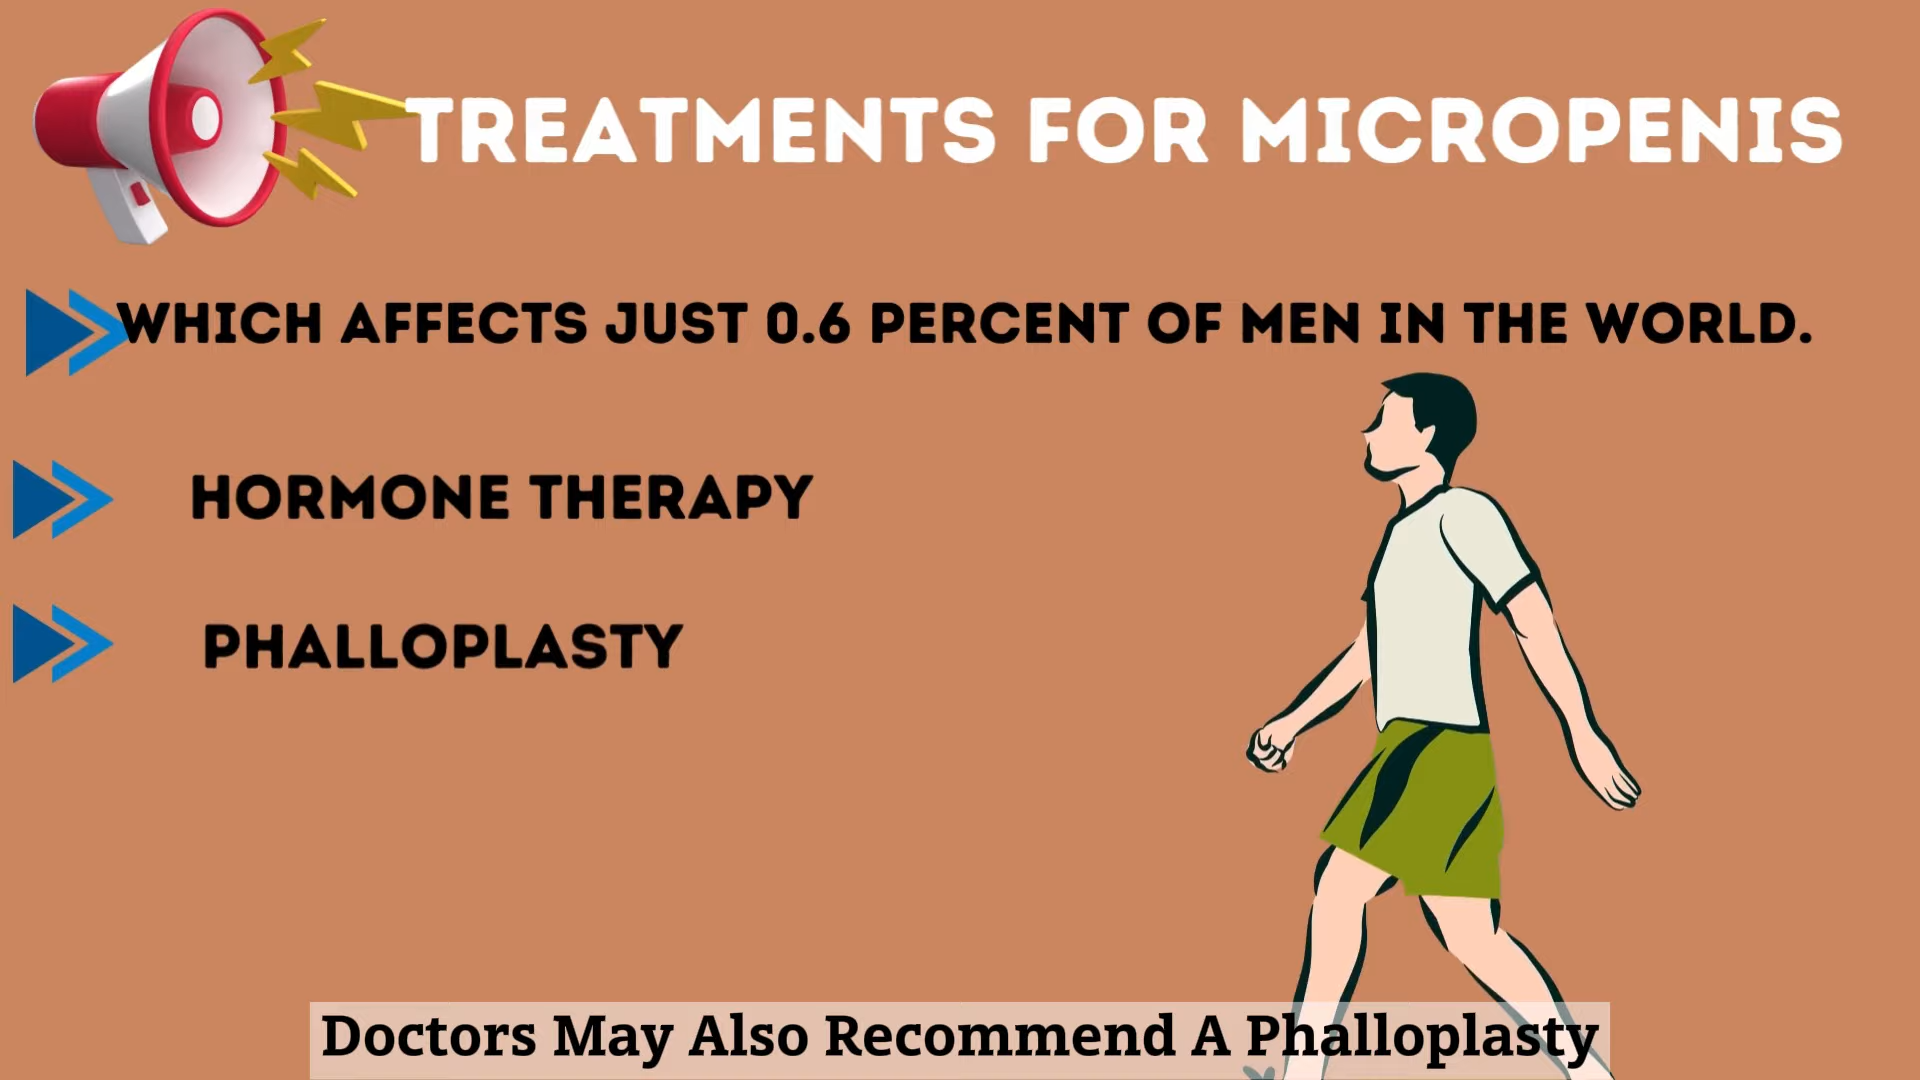 TREATMENTS FOR MICROPENIS
WHICH AFFECTS JUST 0.6 PERCENT OF MEN IN THE WORLD.
HORMONE THERAPY
PHALLOPLASTY
Doctors May Also Recommend A Phalloplasty